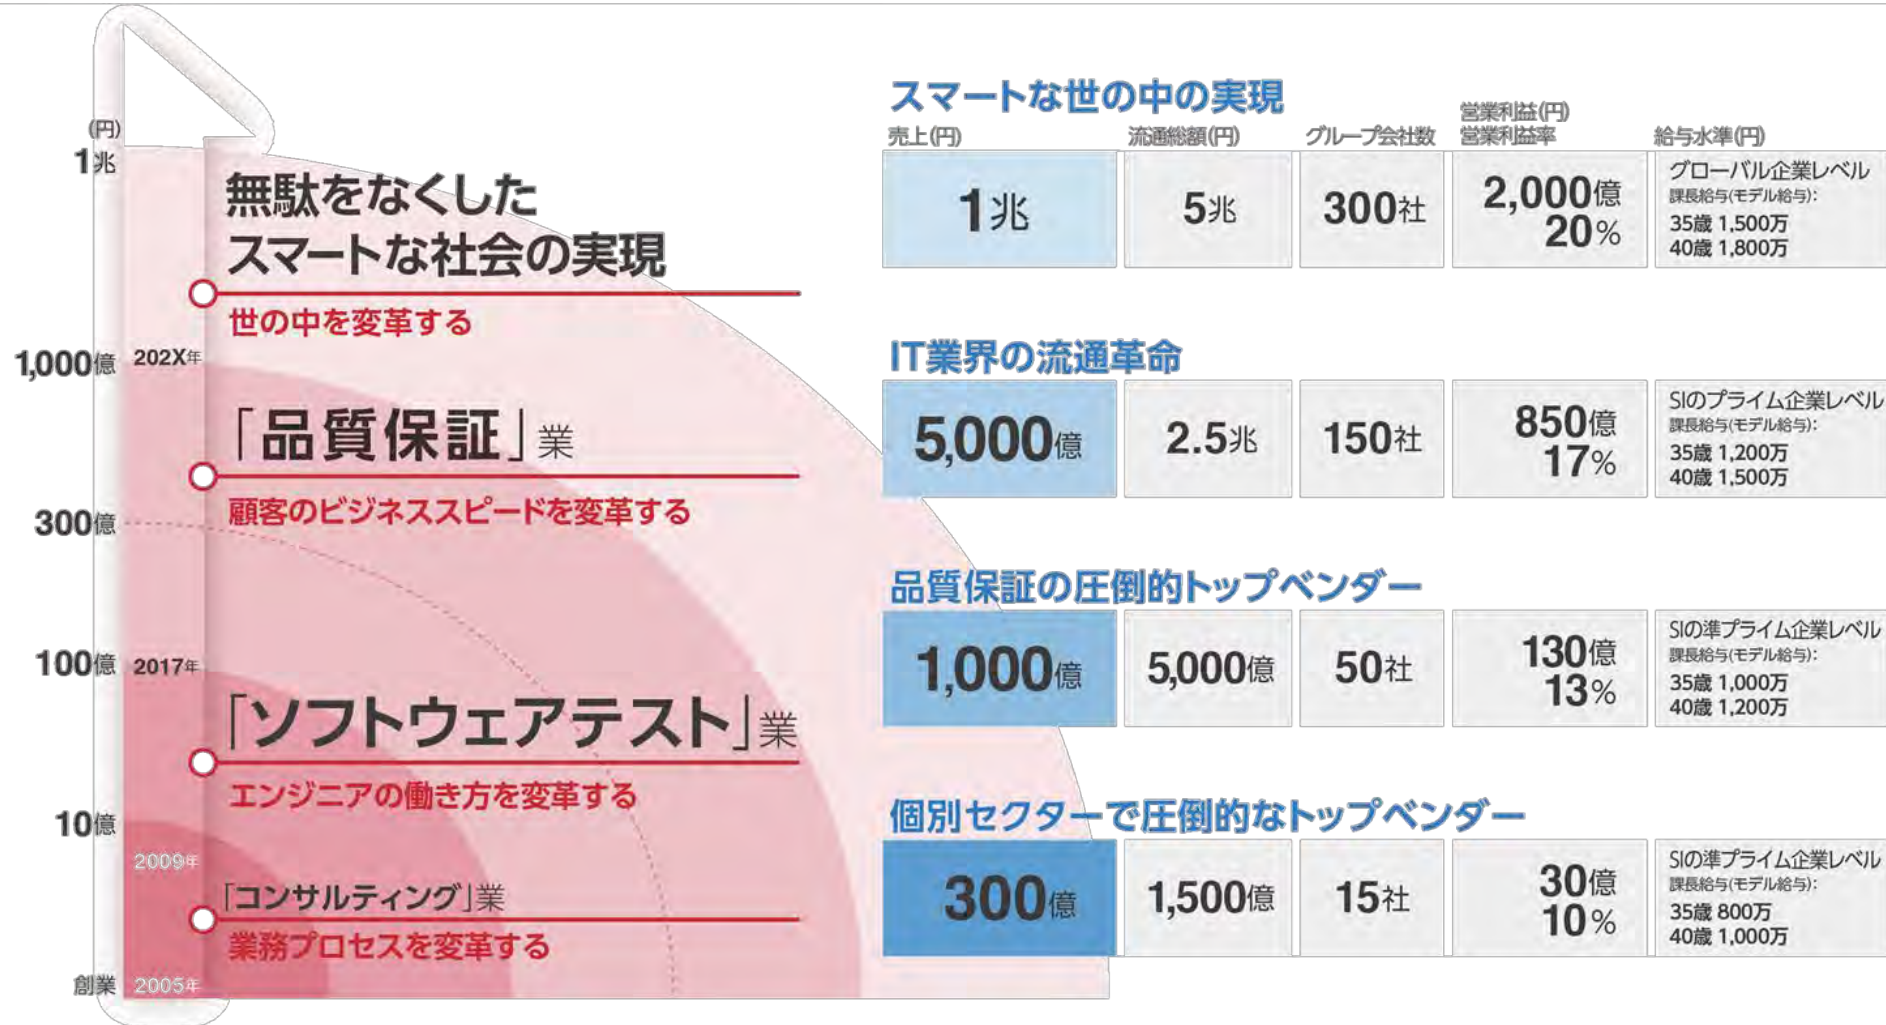 (円)
1兆
無駄をなくした
スマートな社会の実現
世の中を変革する
1,000億
202X年
「品質保証」業
顧客のビジネススピードを変革する
300億
100億
2017年
「ソフトウェアテスト」業
エンジニアの働き方を変革する
10億
2009年
「コンサルティング」業
業務プロセスを変革する
創業
2005年
スマートな世の中の実現
売上(円)
流通総額(円)
グループ会社数
営業利益(円)
営業利益率
給与水準(円)
1兆
5兆
300社
2,000億
20%
グローバル企業レベル
課長給与(モデル給与):
35歳 1,500万
40歳 1,800万
IT業界の流通革命
5,000億
2.5兆
150社
850億
17%
SIのプライム企業レベル
課長給与(モデル給与):
35歳 1,200万
40歳 1,500万
品質保証の圧倒的トップベンダー
1,000億
5,000億
50社
130億
13%
SIの準プライム企業レベル
課長給与(モデル給与):
35歳 1,000万
40歳 1,200万
個別セクターで圧倒的なトップベンダー
300億
1,500億
15社
30億
10%
SIの準プライム企業レベル
課長給与(モデル給与):
35歳 800万
40歳 1,000万